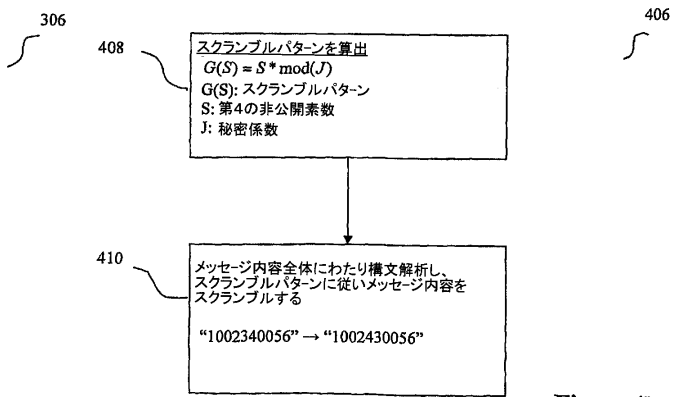 306
406
408
スクランブルパターンを算出
G(S) = S * mod(J)
G(S): スクランブルパターン
S: 第4の非公開素数
J: 秘密係数
410
メッセージ内容全体にわたり構文解析し、
スクランブルパターンに従いメッセージ内容を
スクランブルする
“1002340056” → “1002430056”